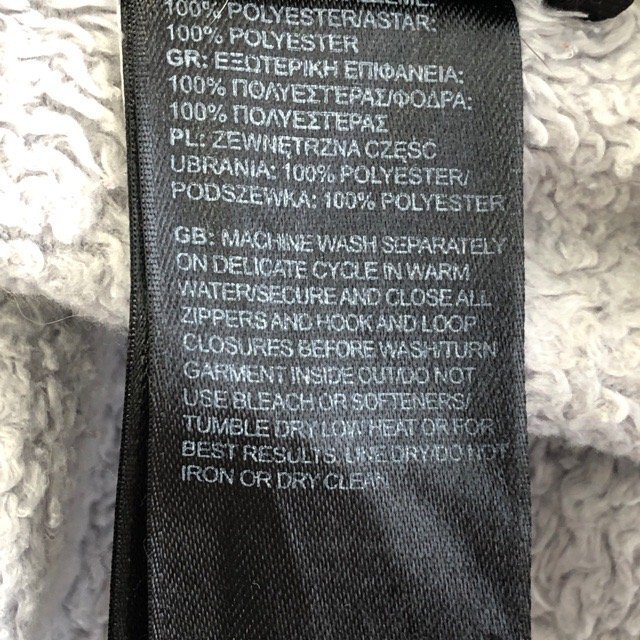 100% POLYESTER/ASTAR:
100% POLYESTER
GR: ΕΞΩΤΕΡΙΚΗ ΕΠΙΦΑΝΕΙΑ:
100% ΠΟΛΥΕΣΤΕΡΑΣ/ΦΟΔΡΑ:
100% ΠΟΛΥΕΣΤΕΡΑΣ
PL: ZEWNĘTRZNA CZĘŚC
UBRANIA: 100% POLYESTER/
PODSZEWKA: 100% POLYESTER
GB: MACHINE WASH SEPARATELY
ON DELICATE CYCLE IN WARM
WATER/SECURE AND CLOSE ALL
ZIPPERS AND HOOK AND LOOP
CLOSURES BEFORE WASH/TURN
GARMENT INSIDE OUT/DO NOT
USE BLEACH OR SOFTENERS/
TUMBLE DRY LOW HEAT OR FOR
BEST RESULTS, LINE DRY/DO NOT
IRON OR DRY CLEAN